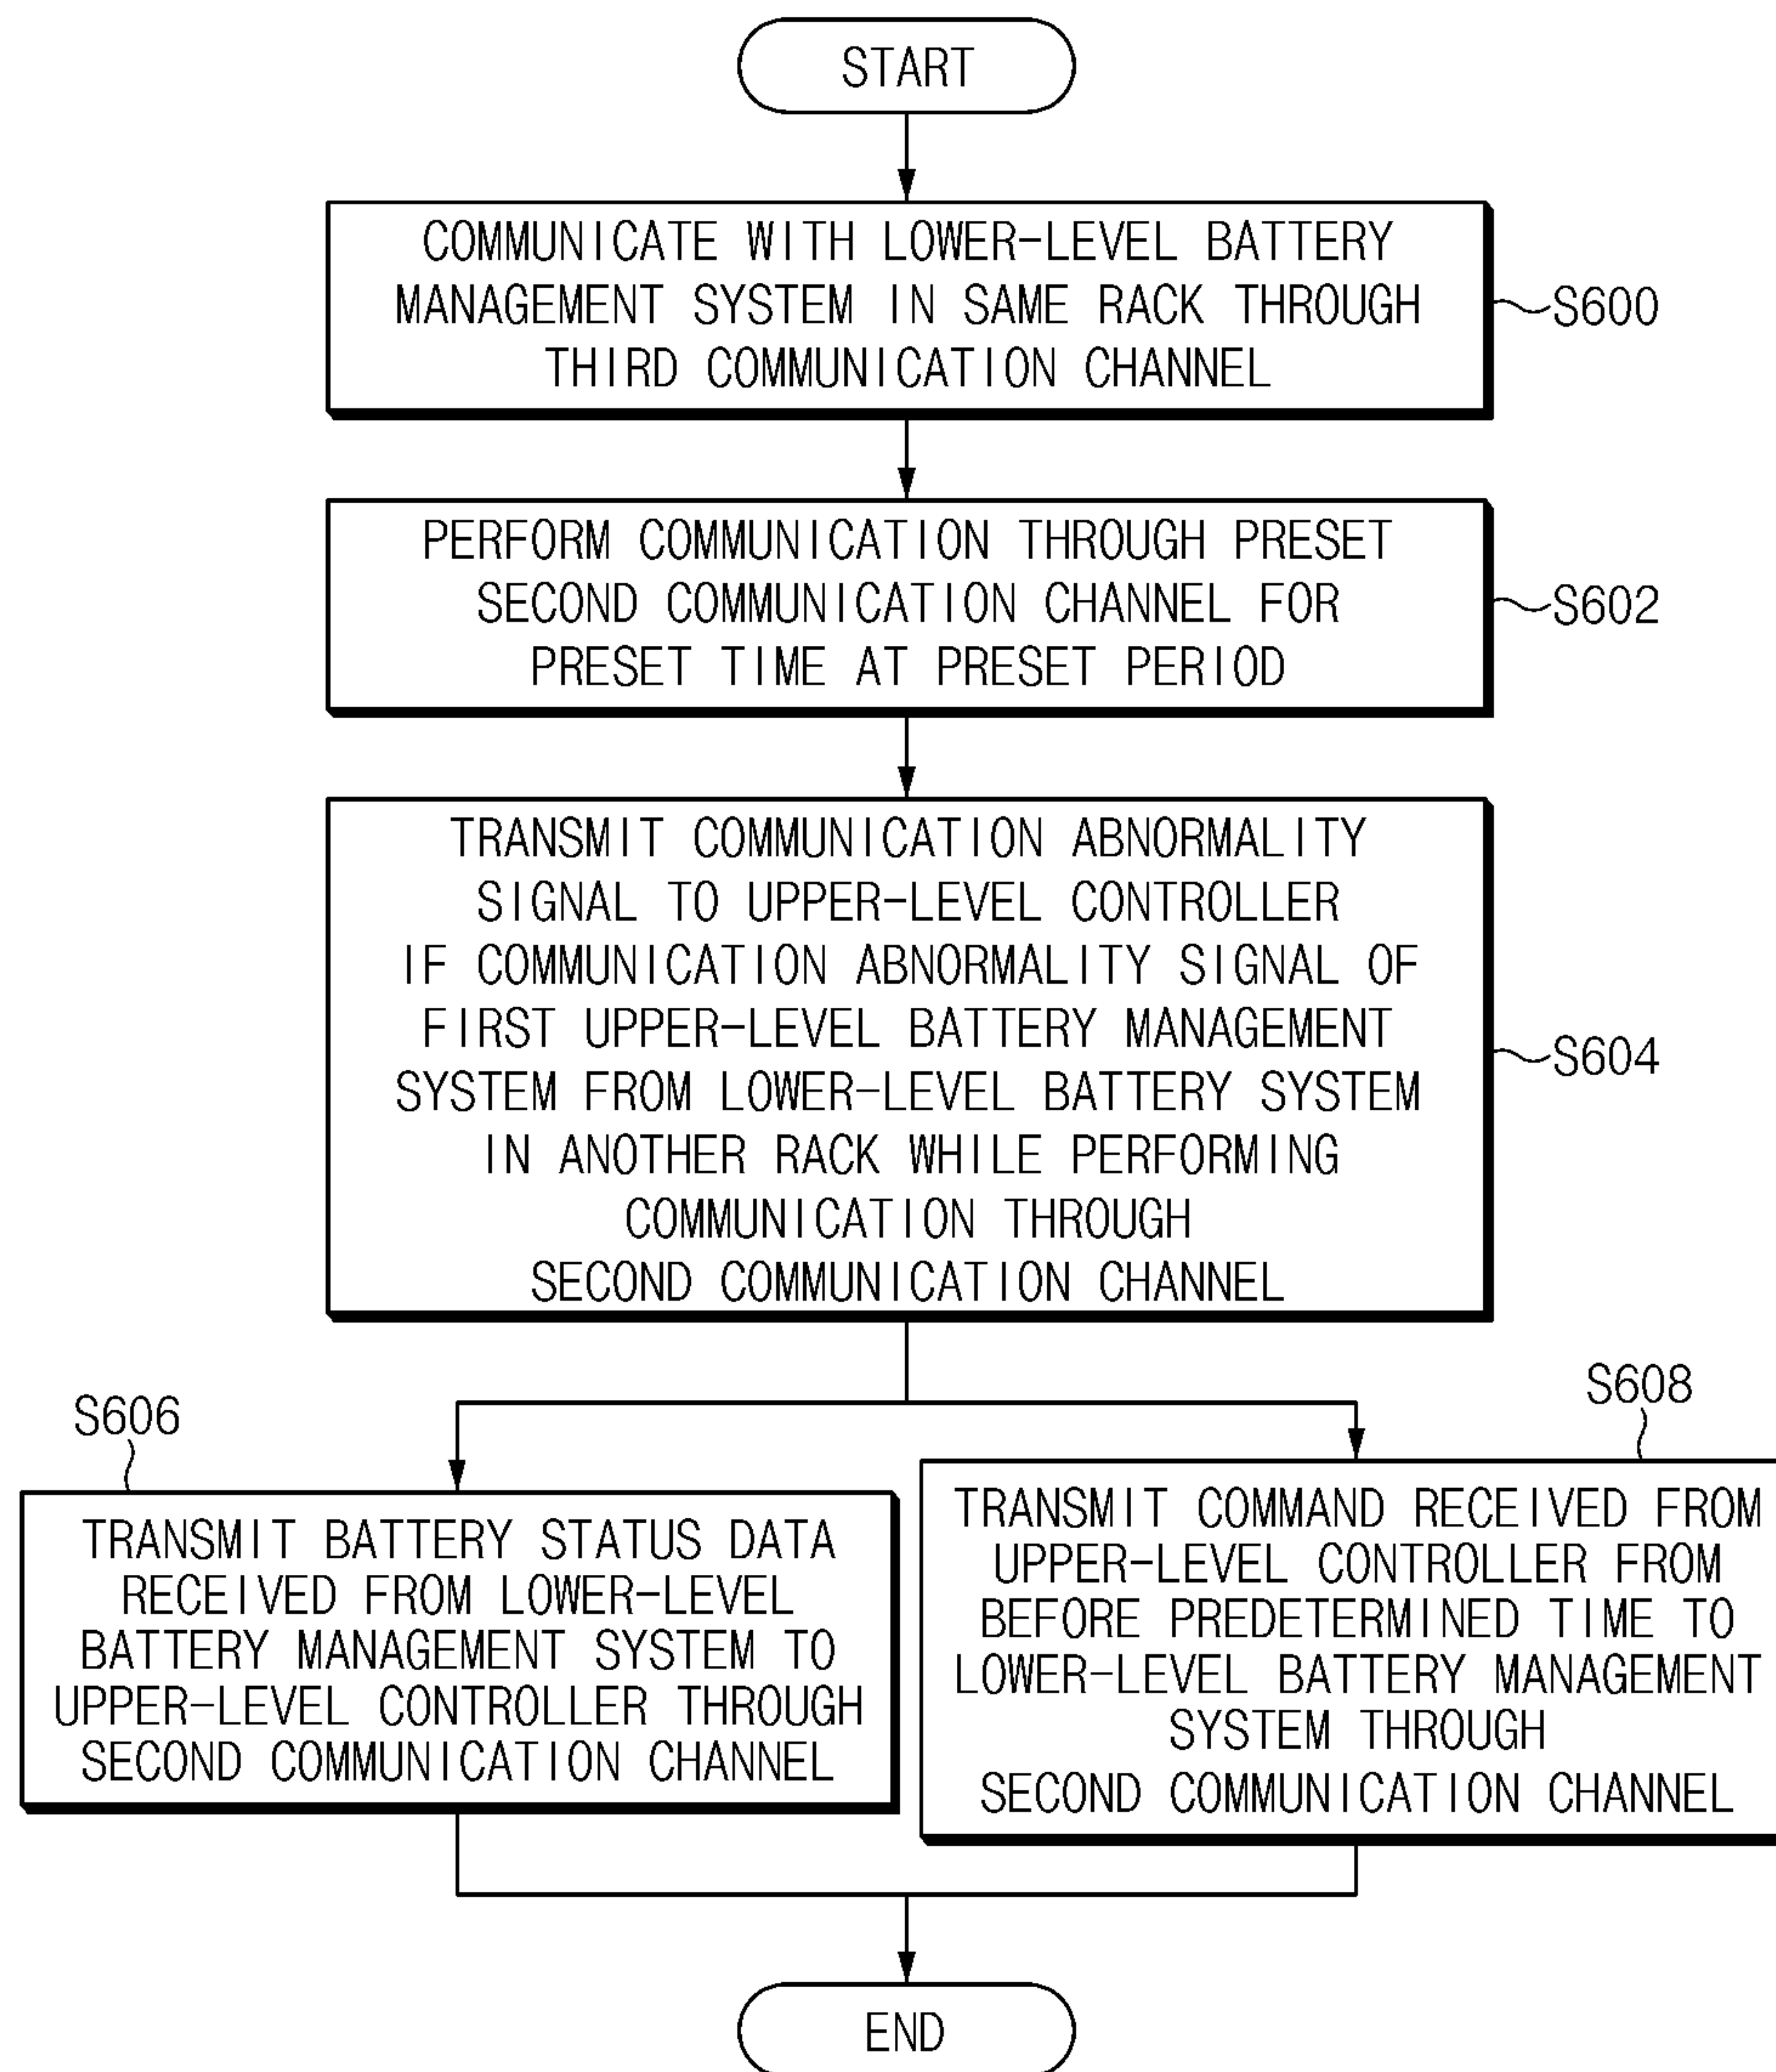 START
COMMUNICATE WITH LOWER-LEVEL BATTERY
MANAGEMENT SYSTEM IN SAME RACK THROUGH
THIRD COMMUNICATION CHANNEL
S600
PERFORM COMMUNICATION THROUGH PRESET
SECOND COMMUNICATION CHANNEL FOR
PRESET TIME AT PRESET PERIOD
S602
TRANSMIT COMMUNICATION ABNORMALITY
SIGNAL TO UPPER-LEVEL CONTROLLER
IF COMMUNICATION ABNORMALITY SIGNAL OF
FIRST UPPER-LEVEL BATTERY MANAGEMENT
SYSTEM FROM LOWER-LEVEL BATTERY SYSTEM
IN ANOTHER RACK WHILE PERFORMING
COMMUNICATION THROUGH
SECOND COMMUNICATION CHANNEL
S604
S606
TRANSMIT BATTERY STATUS DATA
RECEIVED FROM LOWER-LEVEL
BATTERY MANAGEMENT SYSTEM TO
UPPER-LEVEL CONTROLLER THROUGH
SECOND COMMUNICATION CHANNEL
S608
TRANSMIT COMMAND RECEIVED FROM
UPPER-LEVEL CONTROLLER FROM
BEFORE PREDETERMINED TIME TO
LOWER-LEVEL BATTERY MANAGEMENT
SYSTEM THROUGH
SECOND COMMUNICATION CHANNEL
END